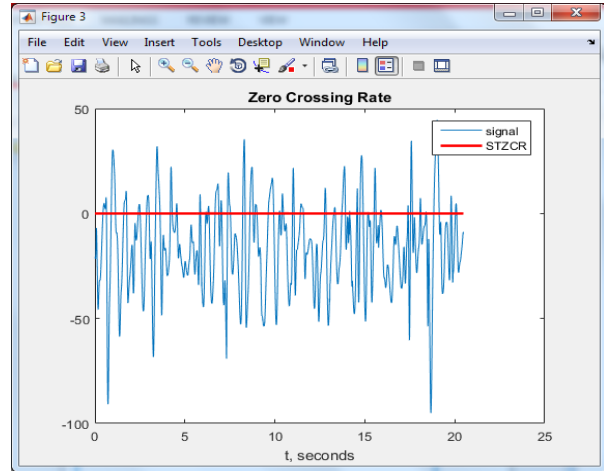 Figure 3
File Edit View Insert Tools Desktop Window Help
Zero Crossing Rate
50
signal
STZCR
0
-50
-100
0 5 10 15 20 25
t, seconds